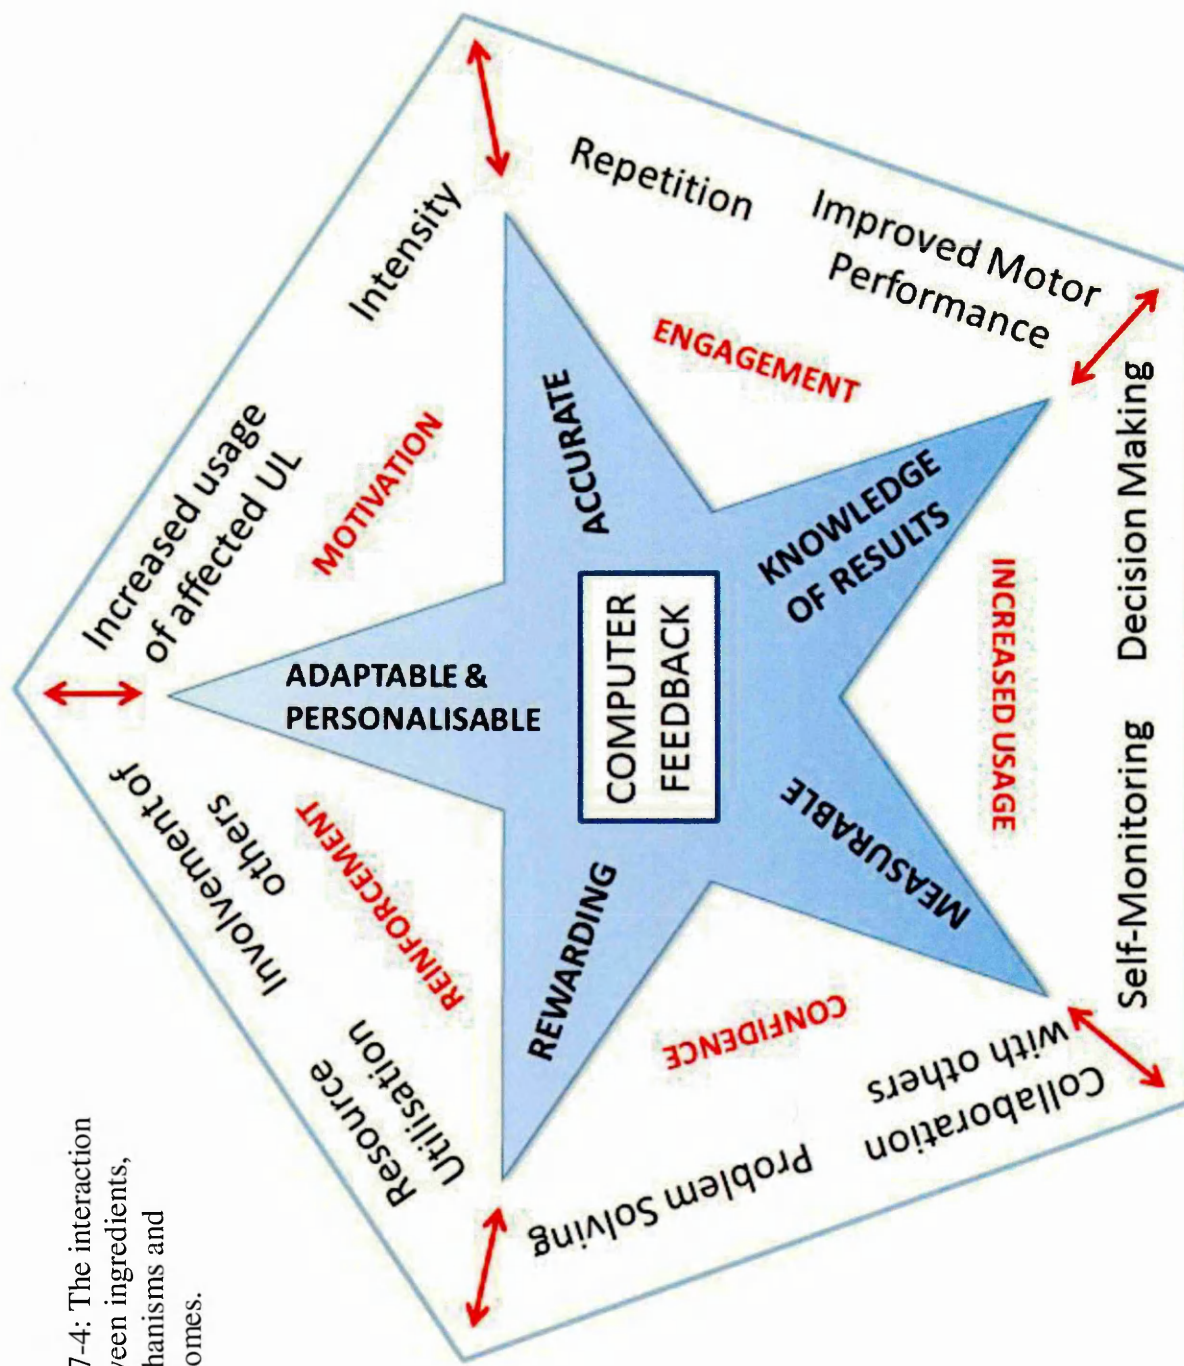 7-4: The interaction
veen ingredients,
hanisms and
omes.
Increased usage
of affected UL
Intensity
Repetition
Improved Motor
Performance
Decision Making
Self-Monitoring
Collaboration
with others
Problem Solving
Resource
Utilisation
Involvement of
others
MOTIVATION
ENGAGEMENT
INCREASED USAGE
CONFIDENCE
REINFORCEMENT
ADAPTABLE &
PERSONALISABLE
ACCURATE
KNOWLEDGE
OF RESULTS
MEASURABLE
REWARDING
COMPUTER
FEEDBACK